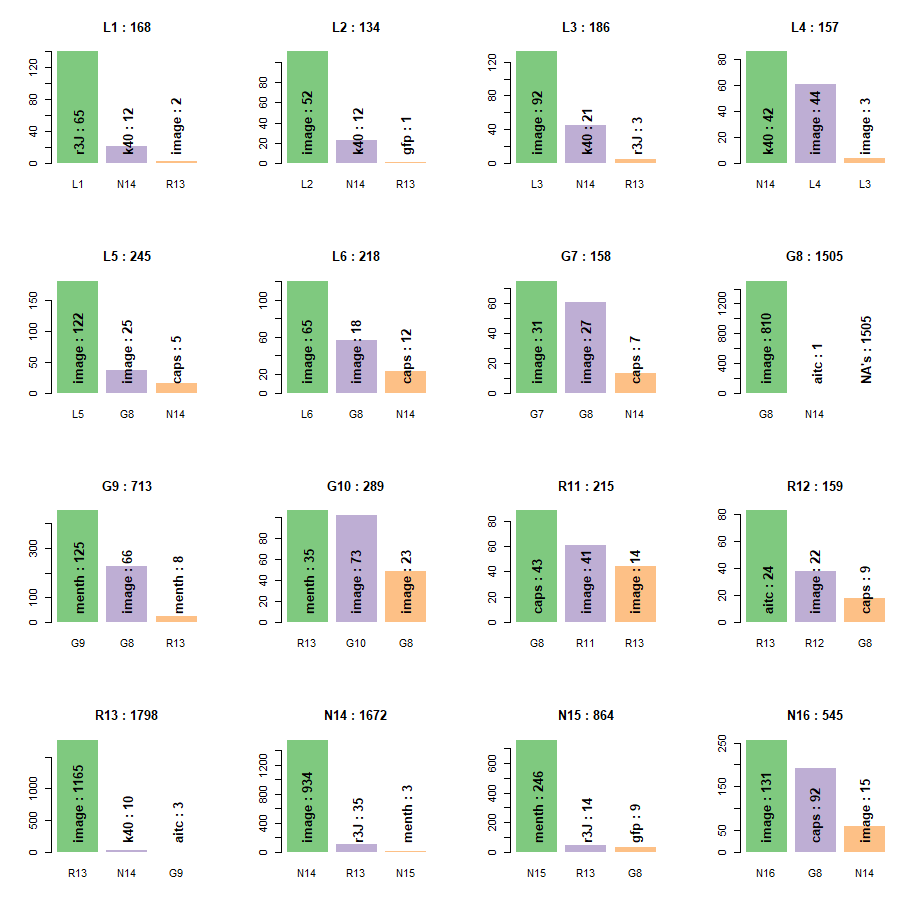 L1 : 168
0
40
80
120
r3J : 65
k40 : 12
image : 2
L1
N14
R13
L2 : 134
0
20
40
60
80
image : 52
k40 : 12
gfp : 1
L2
N14
R13
L3 : 186
0
40
80
120
image : 92
k40 : 21
r3J : 3
L3
N14
R13
L4 : 157
0
20
40
60
80
k40 : 42
image : 44
image : 3
N14
L4
L3
L5 : 245
0
50
100
150
image : 122
image : 25
caps : 5
L5
G8
N14
L6 : 218
0
20
60
100
image : 65
image : 18
caps : 12
L6
G8
N14
G7 : 158
0
20
40
60
image : 31
image : 27
caps : 7
G7
G8
N14
G8 : 1505
0
400
800
1200
image : 810
aitc : 1
NA's : 1505
G8
N14
G9 : 713
0
100
300
menth : 125
image : 66
menth : 8
G9
G8
R13
G10 : 289
0
20
40
60
80
menth : 35
image : 73
image : 23
R13
G10
G8
R11 : 215
0
20
40
60
80
caps : 43
image : 41
image : 14
G8
R11
R13
R12 : 159
0
20
40
60
80
aitc : 24
image : 22
caps : 9
R13
R12
G8
R13 : 1798
0
500
1000
image : 1165
k40 : 10
aitc : 3
R13
N14
G9
N14 : 1672
0
400
800
1200
image : 934
r3J : 35
menth : 3
N14
R13
N15
N15 : 864
0
200
400
600
menth : 246
r3J : 14
gfp : 9
N15
R13
G8
N16 : 545
0
50
150
250
image : 131
caps : 92
image : 15
N16
G8
N14